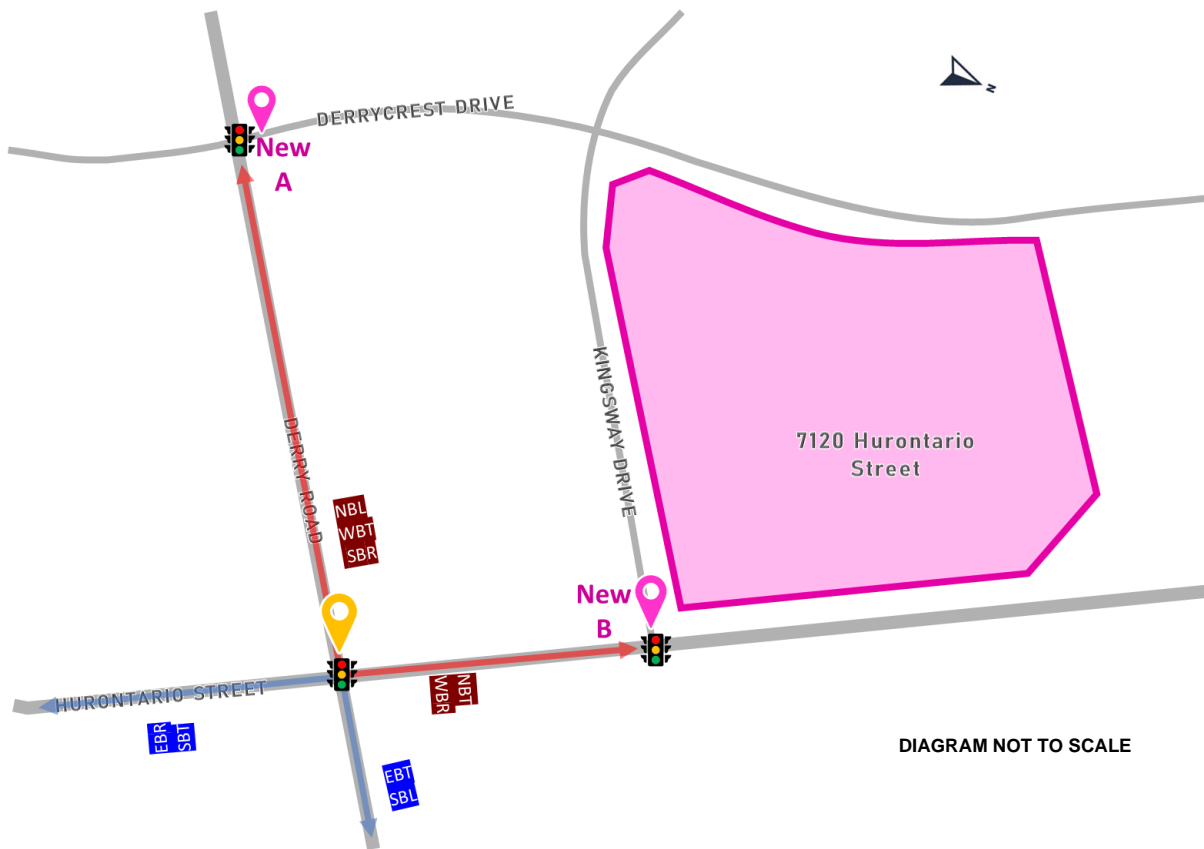 DERRYCREST DRIVE
N
New
A
DERRY ROAD
KINGSWAY DRIVE
7120 Hurontario
Street
NBL
WBT
SBR
New
B
HURONTARIO STREET
NBT
WBR
EBR
SBT
EBT
SBL
DIAGRAM NOT TO SCALE